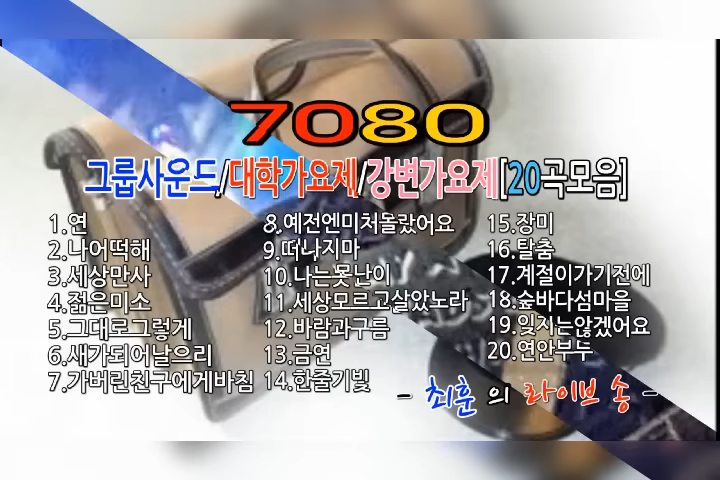 7080
그룹사운드/대학가요제/강변가요제[20곡모음]
1.연
2.나어떡해
3.세상만사
4.젊은미소
5.그대로그렇게
6.새가되어날으리
7.가버린친구에게바침
8.예전엔미처몰랐어요
9.떠나지마
10.나는못난이
11.세상모르고살았노라
12.바람과구름
13.금연
14.한줄기빛
15.장미
16.탈춤
17.계절이가기전에
18.숲바다섬마을
19.잊지는않겠어요
20.연안부두
- 최훈 의 라이브 송 -